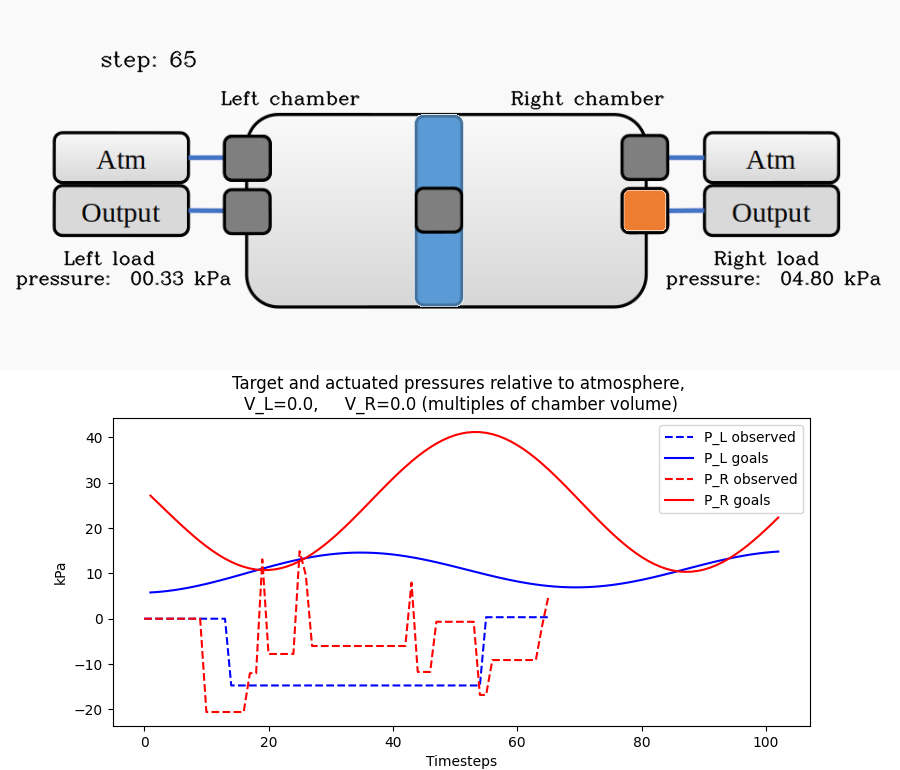 step: 65
Left chamber
Right chamber
Atm
Atm
Output
Output
Left load
pressure: 00.33 kPa
Right load
pressure: 04.80 kPa
Target and actuated pressures relative to atmosphere,
V_L=0.0, V_R=0.0 (multiples of chamber volume)
P_L observed
P_L goals
P_R observed
P_R goals
kPa
40
30
20
10
0
−10
−20
0
20
40
60
80
100
Timesteps